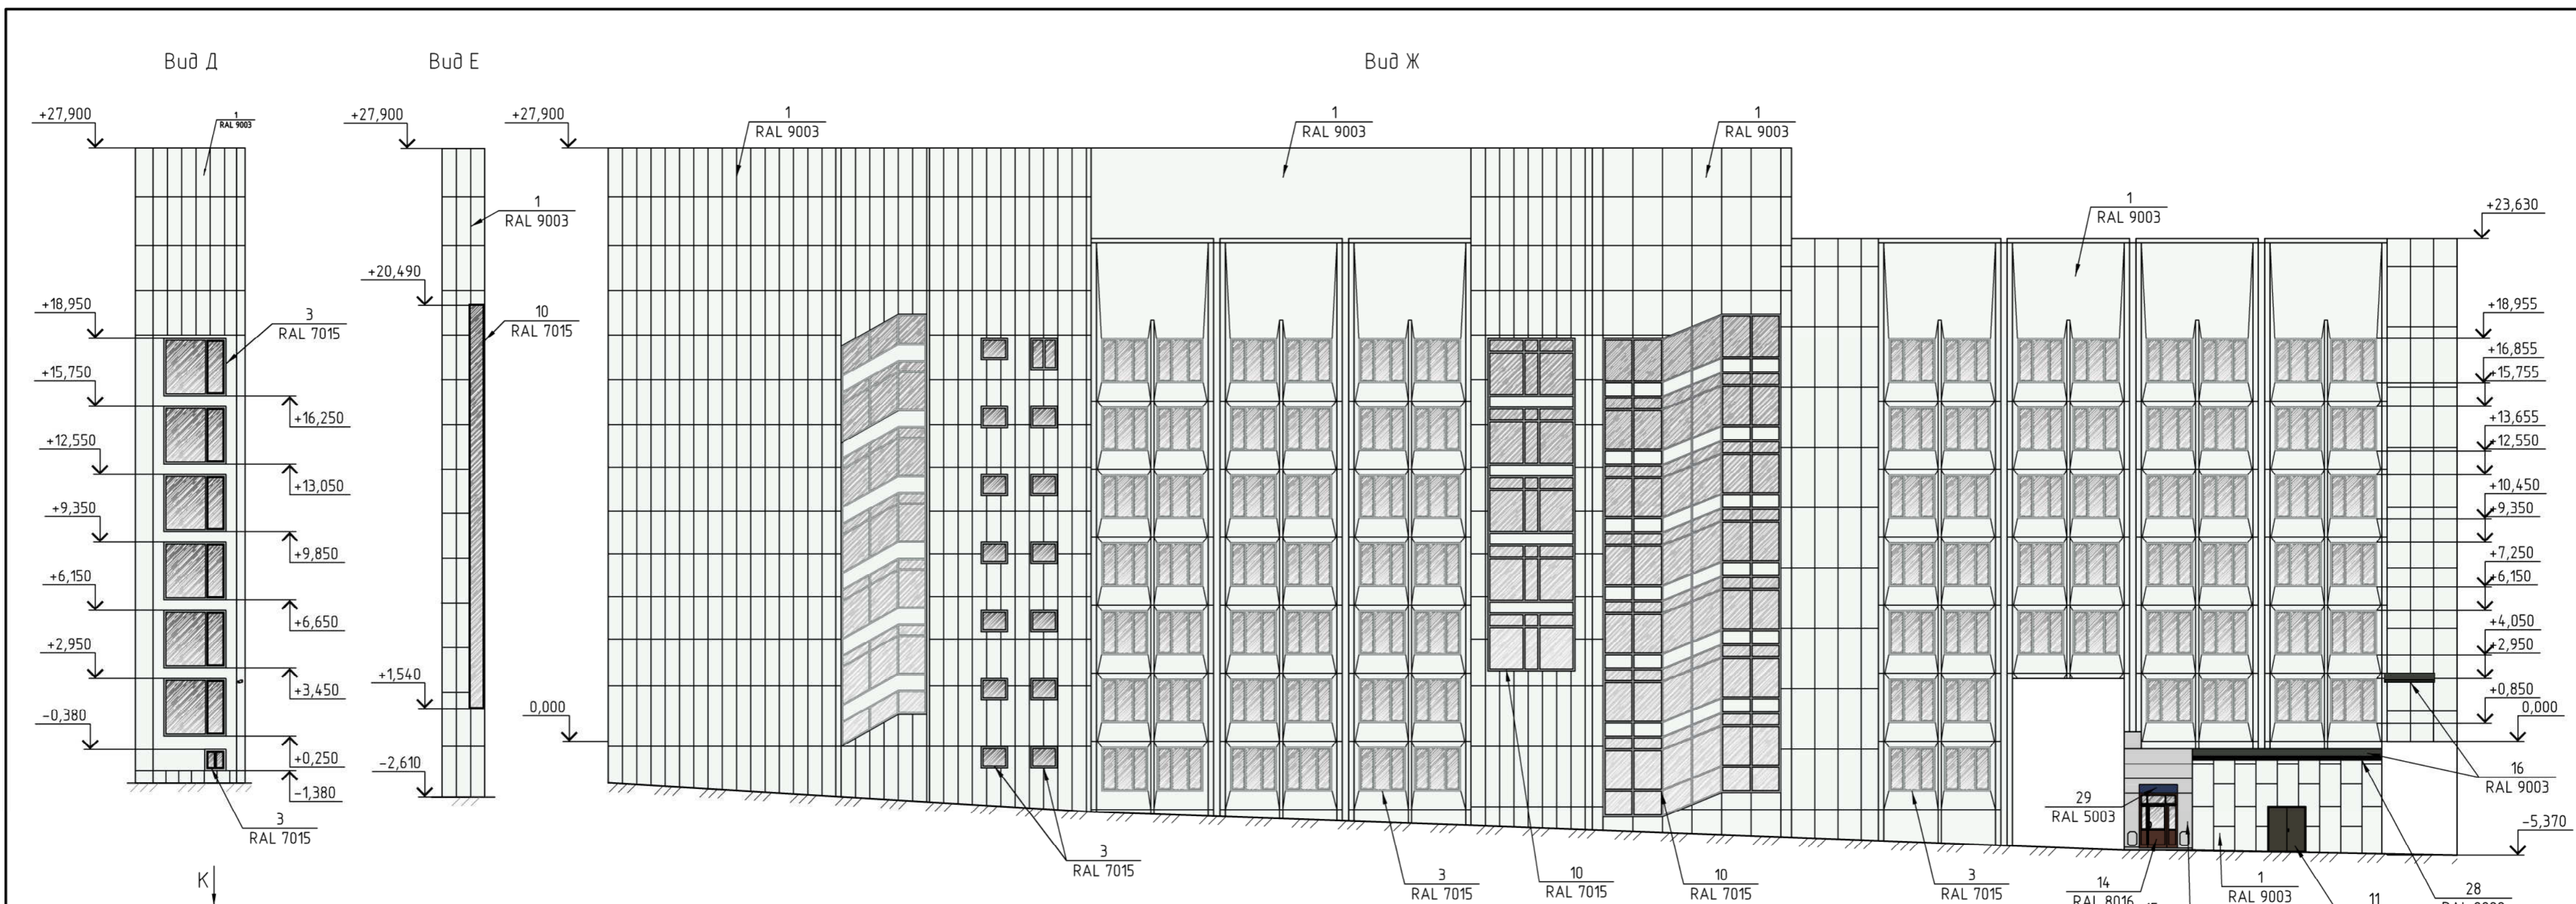 Вид Д
Вид Е
Вид Ж
+27,900
1
RAL 9003
+18,950
3
RAL 7015
+15,750
+16,250
+12,550
+13,050
+9,350
+9,850
+6,150
+6,650
+2,950
+3,450
-0,380
+0,250
-1,380
3
RAL 7015
К
+27,900
1
RAL 9003
+20,490
10
RAL 7015
+1,540
-2,610
+27,900
1
RAL 9003
1
RAL 9003
1
RAL 9003
1
RAL 9003
0,000
3
RAL 7015
3
RAL 7015
10
RAL 7015
10
RAL 7015
3
RAL 7015
+23,630
+18,955
+16,855
+15,755
+13,655
+12,550
+10,450
+9,350
+7,250
+6,150
+4,050
+2,950
+0,850
0,000
16
RAL 9003
29
RAL 5003
-5,370
14
RAL 8016
1
RAL 9003
11
28